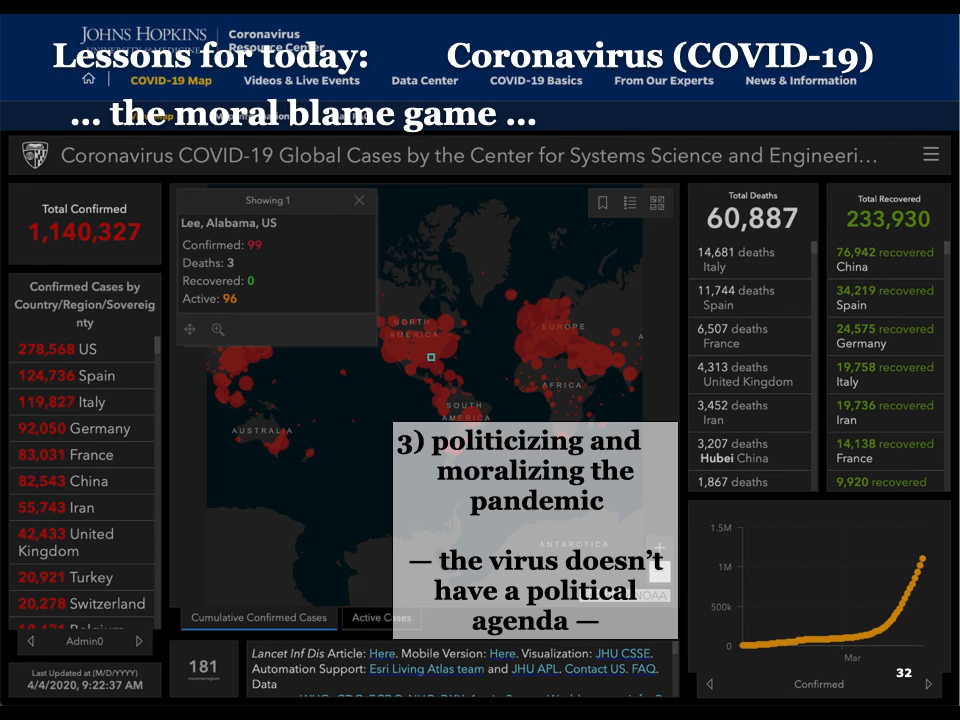 JOHNS HOPKINS
UNIVERSITY of MEDICINE
Coronavirus
Resource Center
Lessons for today: Coronavirus (COVID-19)
COVID-19 Map Videos & Live Events Data Center COVID-19 Basics From Our Experts News & Information
... the moral blame game ...
Coronavirus COVID-19 Global Cases by the Center for Systems Science and Engineeri...
Total Confirmed
1,140,327
Confirmed Cases by
Country/Region/Sovereig
nty
278,568 US
124,736 Spain
119,827 Italy
92,050 Germany
83,031 France
82,543 China
55,743 Iran
42,433 United
Kingdom
20,921 Turkey
20,278 Switzerland
Admin0
Last Updated at (M/D/YYYY)
4/4/2020, 9:22:37 AM
Showing 1
Lee, Alabama, US
Confirmed: 99
Deaths: 3
Recovered: 0
Active: 96
NORTH
AMERICA
EUROPE
AFRICA
SOUTH
AMERICA
AUSTRALIA
ANTARCTICA
3) politicizing and
moralizing the
pandemic
— the virus doesn't
have a political
agenda —
NOAA
Cumulative Confirmed Cases Active Cases
181
countries/regions
Lancet Inf Dis Article: Here. Mobile Version: Here. Visualization: JHU CSSE.
Automation Support: Esri Living Atlas team and JHU APL. Contact US. FAQ.
Data
Total Deaths
60,887
14,681 deaths
Italy
11,744 deaths
Spain
6,507 deaths
France
4,313 deaths
United Kingdom
3,452 deaths
Iran
3,207 deaths
Hubei China
1,867 deaths
Total Recovered
233,930
76,942 recovered
China
34,219 recovered
Spain
24,575 recovered
Germany
19,758 recovered
Italy
19,736 recovered
Iran
14,138 recovered
France
9,920 recovered
1.5M
1M
500k
0
Mar
32
Confirmed